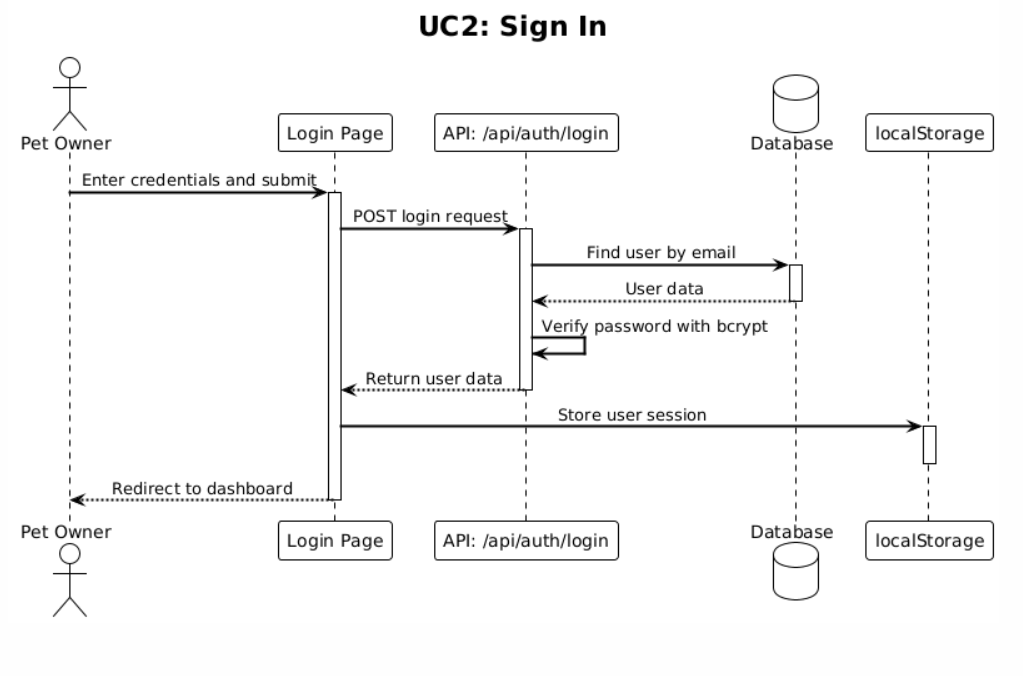 UC2: Sign In
Pet Owner
Login Page
API: /api/auth/login
Database
localStorage
Enter credentials and submit
POST login request
Find user by email
User data
Verify password with bcrypt
Return user data
Store user session
Redirect to dashboard
Pet Owner
Login Page
API: /api/auth/login
Database
localStorage